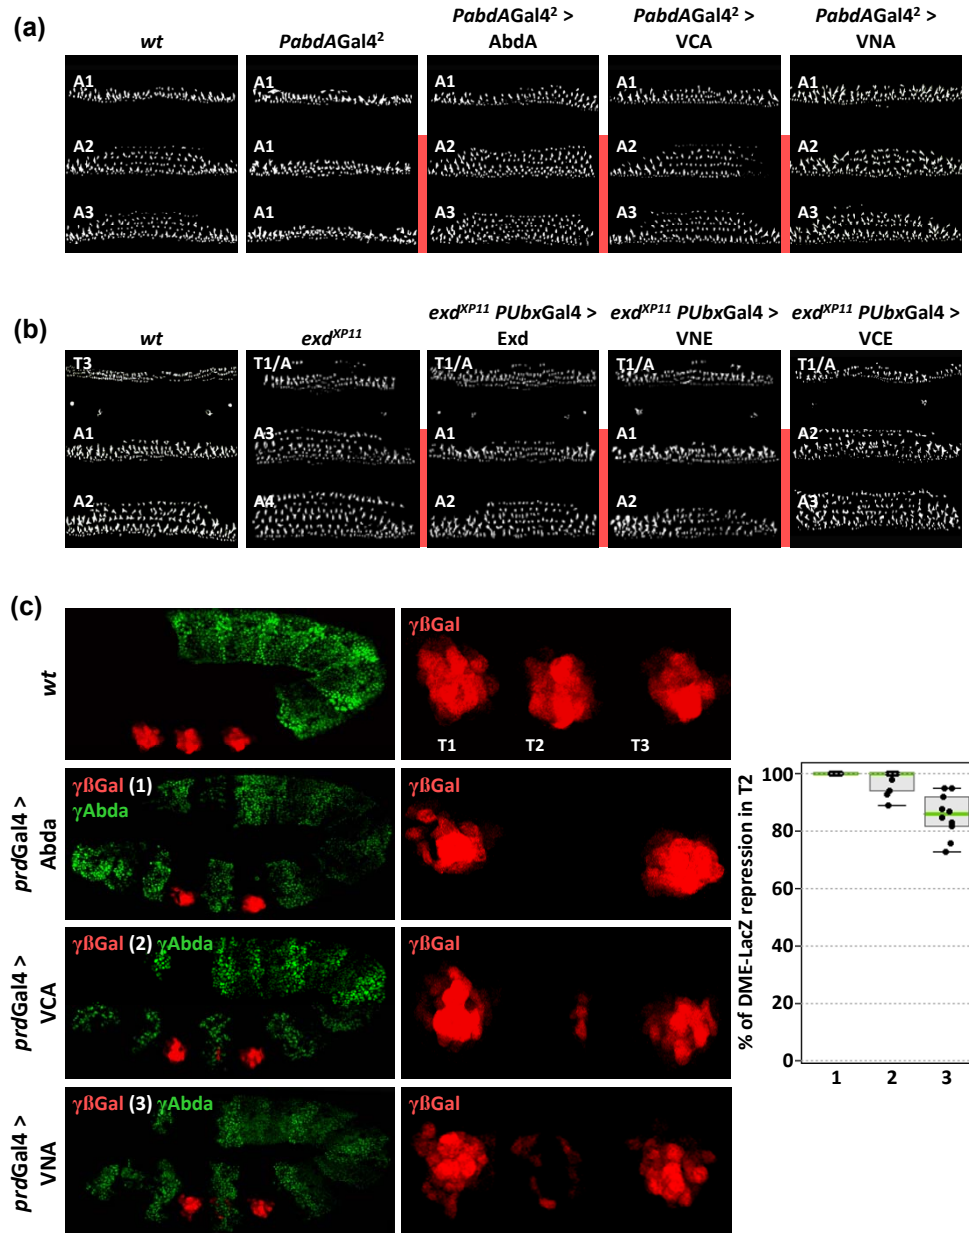 (a)
wt
PabdAGal4²
PabdAGal4² >
AbdA
PabdAGal4² >
VCA
PabdAGal4² >
VNA
A1
A2
A3
A1
A1
A1
A1
A2
A3
A1
A2
A3
A1
A2
A3
(b)
wt
exdXP11
exdXP11 PUbxGal4 >
Exd
exdXP11 PUbxGal4 >
VNE
exdXP11 PUbxGal4 >
VCE
T3
A1
A2
T1/A
A3
A4
T1/A
A1
A2
T1/A
A1
A2
T1/A
A2
A3
(c)
wt
γßGal
T1 T2 T3
prdGal4 >
Abda
γßGal (1)
γAbda
γßGal
prdGal4 >
VCA
γßGal (2) γAbda
γßGal
prdGal4 >
VNA
γßGal (3) γAbda
γßGal
% of DME-LacZ repression in T2
100
80
60
40
20
0
1 2 3